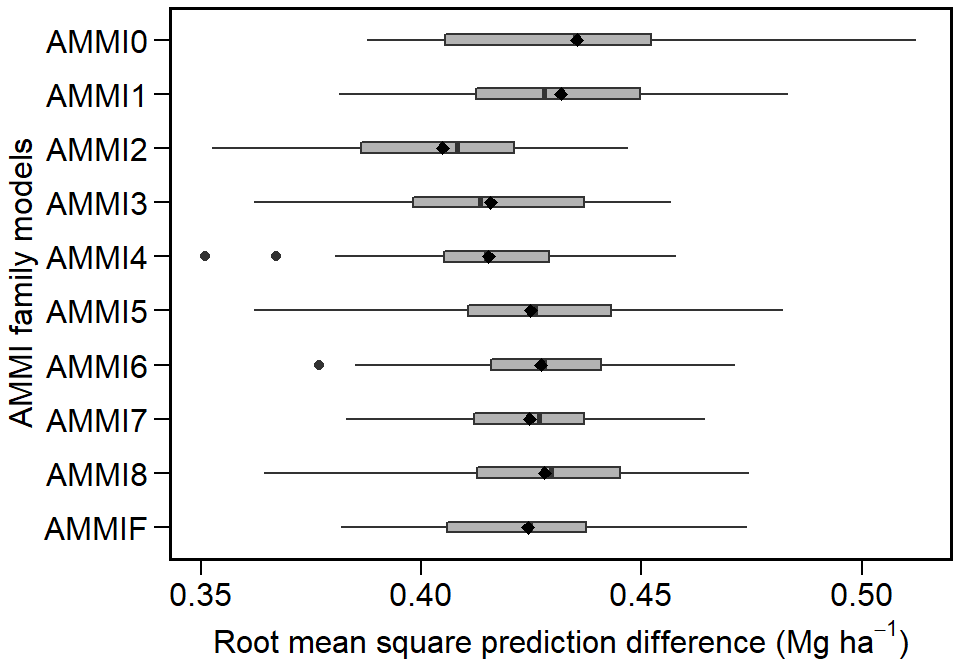 AMMI family models
AMMI0
AMMI1
AMMI2
AMMI3
AMMI4
AMMI5
AMMI6
AMMI7
AMMI8
AMMIF
0.35 0.40 0.45 0.50
Root mean square prediction difference (Mg ha⁻¹)